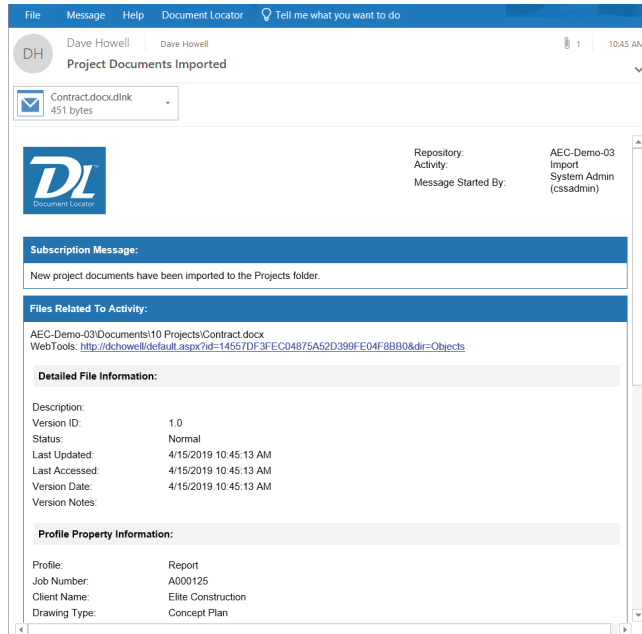 File Message Help Document Locator Tell me what you want to do
DH
Dave Howell Dave Howell
1 10:45 AM
Project Documents Imported
Contract.docx.dlnk
451 bytes
DL
Document Locator
Repository: AEC-Demo-03
Activity: Import
Message Started By: System Admin
(cssadmin)
Subscription Message:
New project documents have been imported to the Projects folder.
Files Related To Activity:
AEC-Demo-03\Documents\10 Projects\Contract.docx
WebTools: http://dchowell/default.aspx?id=14557DF3FEC04875A52D399FE04F8BB0&dir=Objects
Detailed File Information:
Description:
Version ID: 1.0
Status: Normal
Last Updated: 4/15/2019 10:45:13 AM
Last Accessed: 4/15/2019 10:45:13 AM
Version Date: 4/15/2019 10:45:13 AM
Version Notes:
Profile Property Information:
Profile: Report
Job Number: A000125
Client Name: Elite Construction
Drawing Type: Concept Plan